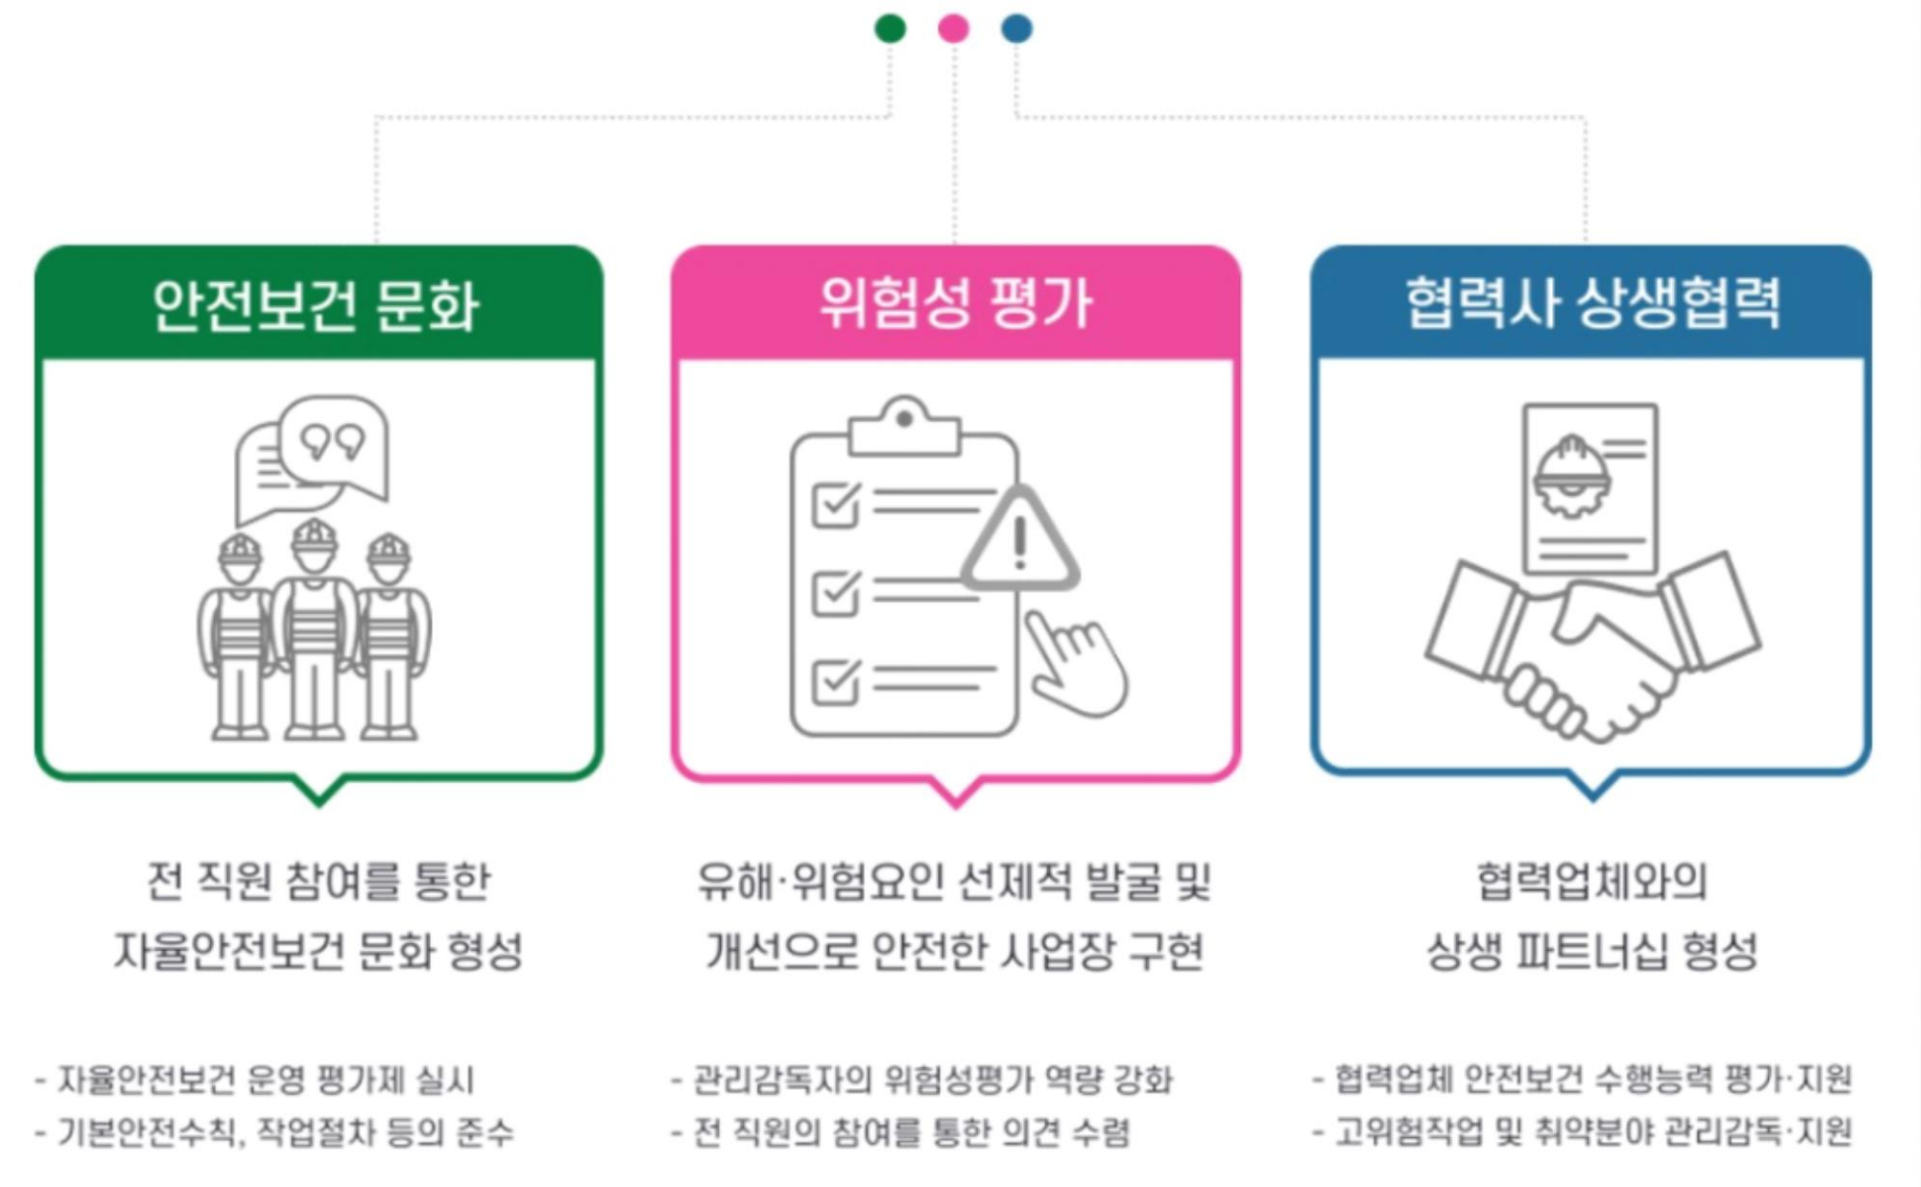 안전보건 문화
위험성 평가
협력사 상생협력
전 직원 참여를 통한
자율안전보건 문화 형성
유해·위험요인 선제적 발굴 및
개선으로 안전한 사업장 구현
협력업체와의
상생 파트너십 형성
- 자율안전보건 운영 평가제 실시
- 기본안전수칙, 작업절차 등의 준수
- 관리감독자의 위험성평가 역량 강화
- 전 직원의 참여를 통한 의견 수렴
- 협력업체 안전보건 수행능력 평가·지원
- 고위험작업 및 취약분야 관리감독·지원